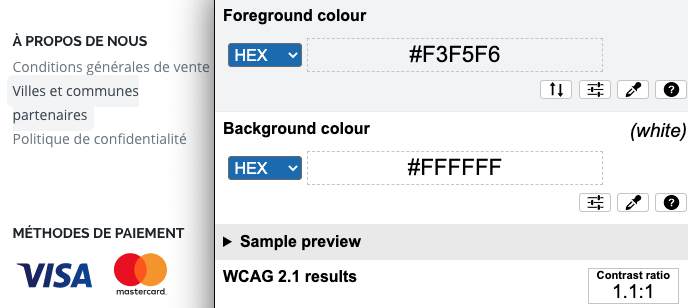 À PROPOS DE NOUS
Conditions générales de vente
Villes et communes
partenaires
Politique de confidentialité
MÉTHODES DE PAIEMENT
VISA
mastercard.
Foreground colour
HEX
#F3F5F6
?
Background colour
(white)
HEX
#FFFFFF
?
Sample preview
WCAG 2.1 results
Contrast ratio
1.1:1